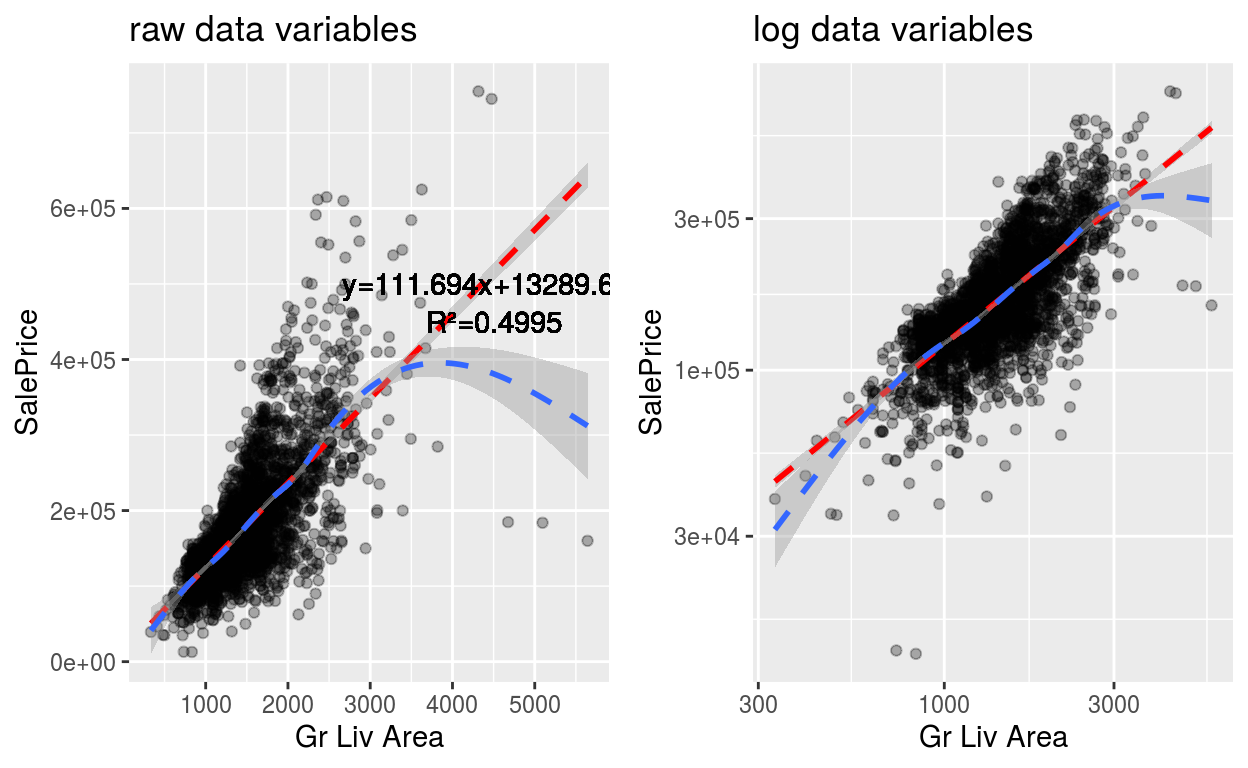 raw data variables
SalePrice
6e+05
4e+05
2e+05
0e+00
y=111.694x+13289.6
R²=0.4995
1000 2000 3000 4000 5000
Gr Liv Area
log data variables
SalePrice
3e+05
1e+05
3e+04
300 1000 3000
Gr Liv Area